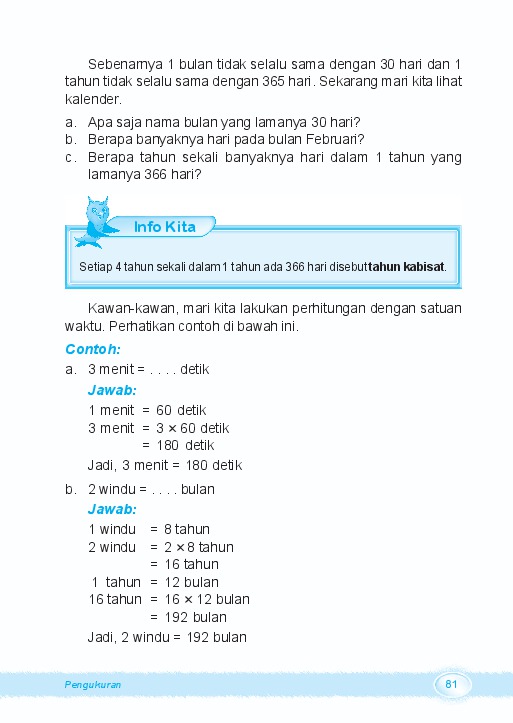 Sebenarnya 1 bulan tidak selalu sama dengan 30 hari dan 1
tahun tidak selalu sama dengan 365 hari. Sekarang mari kita lihat
kalender.
a. Apa saja nama bulan yang lamanya 30 hari?
b. Berapa banyaknya hari pada bulan Februari?
c. Berapa tahun sekali banyaknya hari dalam 1 tahun yang
lamanya 366 hari?
Info Kita
Setiap 4 tahun sekali dalam 1 tahun ada 366 hari disebut tahun kabisat.
Kawan-kawan, mari kita lakukan perhitungan dengan satuan
waktu. Perhatikan contoh di bawah ini.
Contoh:
a. 3 menit = . . . . detik
Jawab:
1 menit = 60 detik
3 menit = 3 × 60 detik
= 180 detik
Jadi, 3 menit = 180 detik
b. 2 windu = . . . . bulan
Jawab:
1 windu = 8 tahun
2 windu = 2 × 8 tahun
= 16 tahun
1 tahun = 12 bulan
16 tahun = 16 × 12 bulan
= 192 bulan
Jadi, 2 windu = 192 bulan
Pengukuran 81